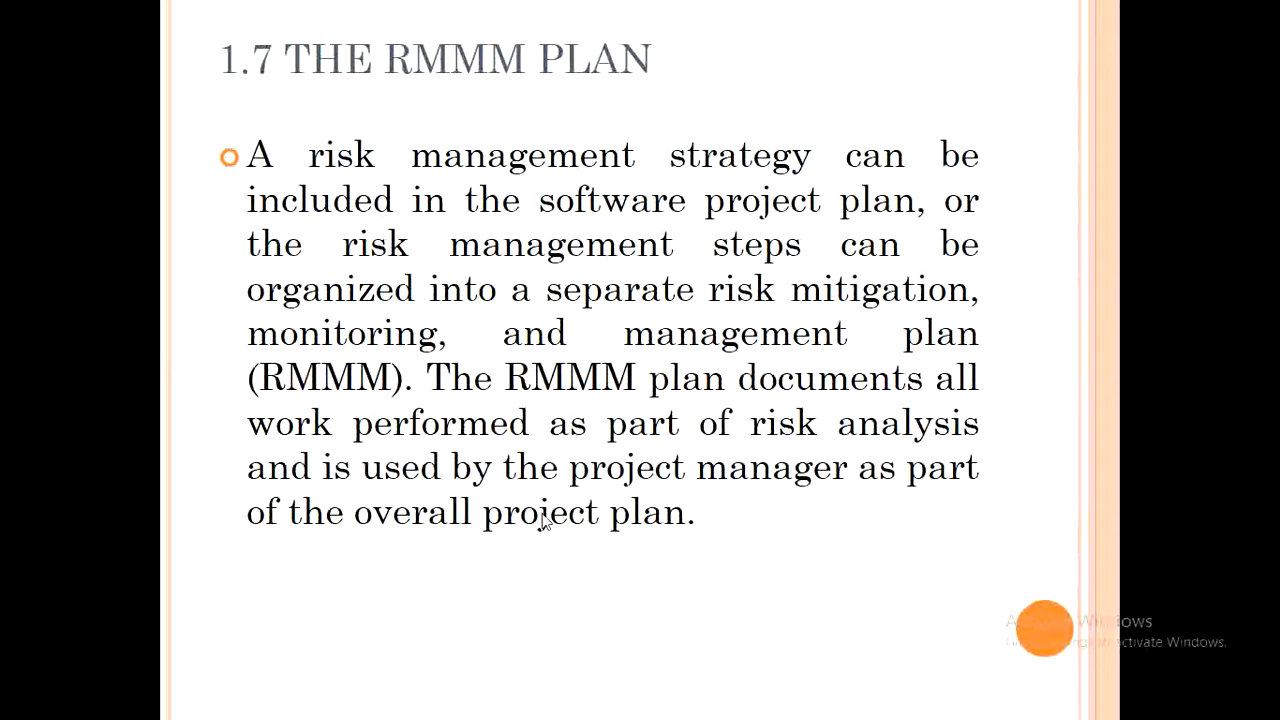 1.7 THE RMMM PLAN
A risk management strategy can be
included in the software project plan, or
the risk management steps can be
organized into a separate risk mitigation,
monitoring, and management plan
(RMMM). The RMMM plan documents all
work performed as part of risk analysis
and is used by the project manager as part
of the overall project plan.
Windows
activate Windows.